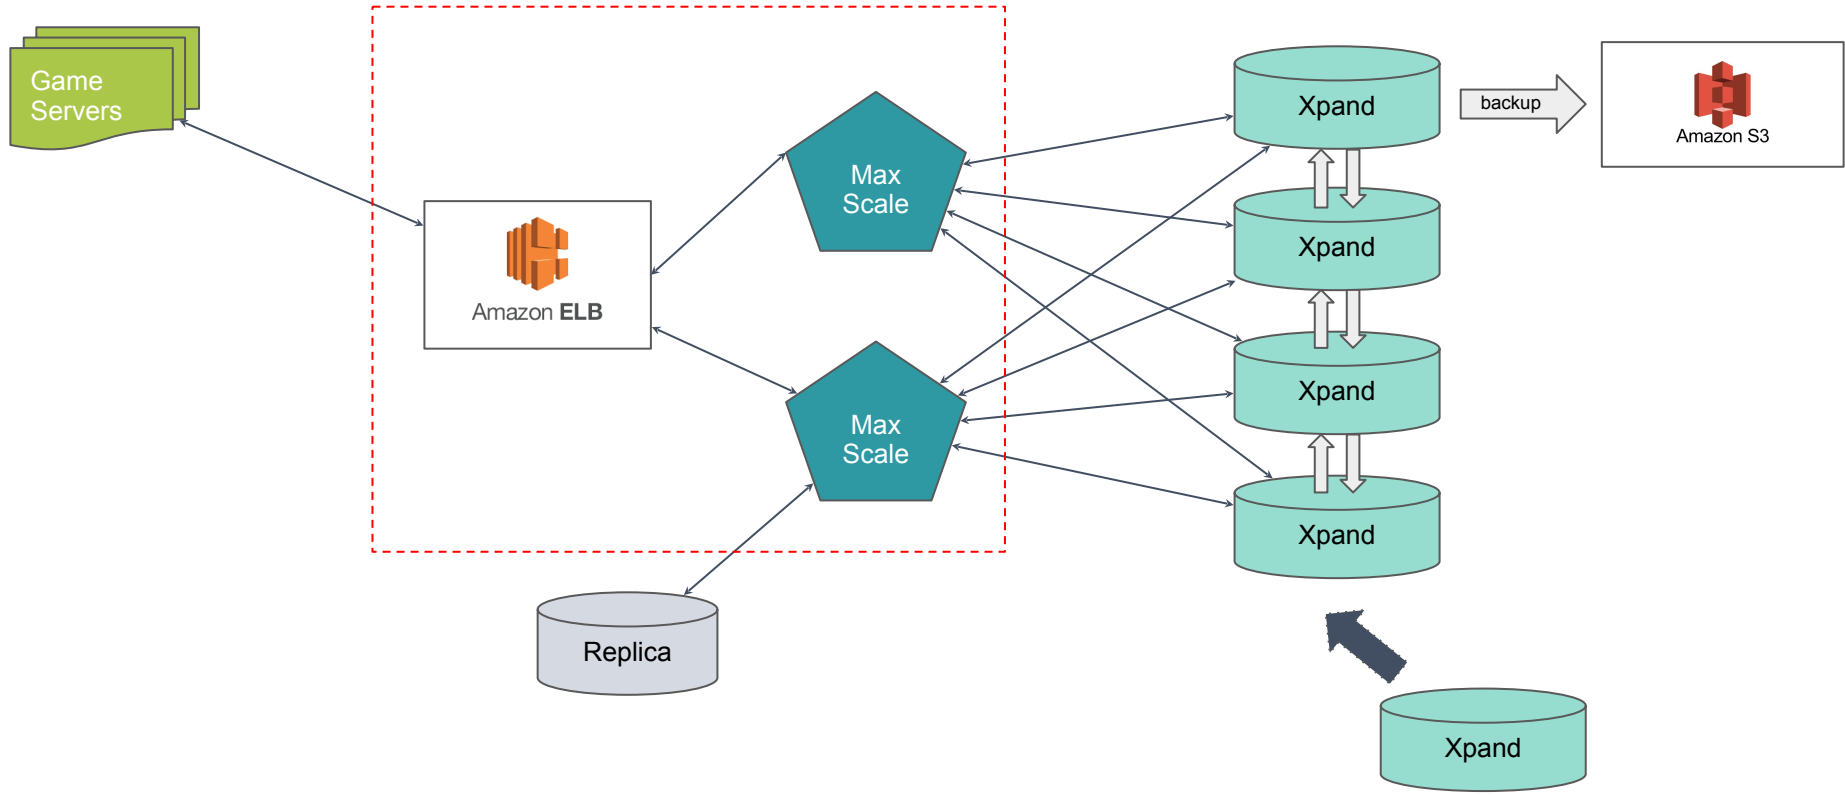 Game
Servers
Amazon ELB
Max
Scale
Max
Scale
Replica
Xpand
Xpand
Xpand
Xpand
Xpand
backup
Amazon S3